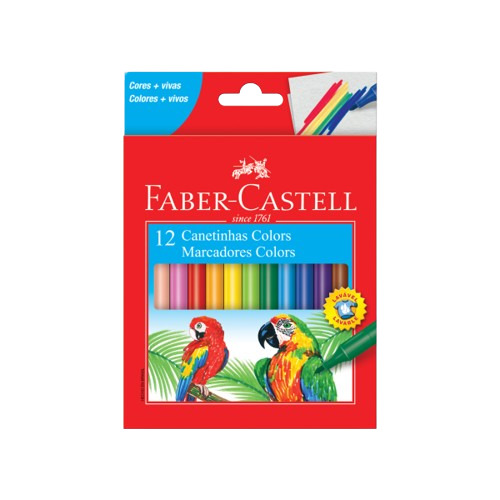 Cores + vivas
Colores + vivos
FABER-CASTELL
since 1761
12 Canetinhas Colors
Marcadores Colors
LAVÁVEL
LAVABLE